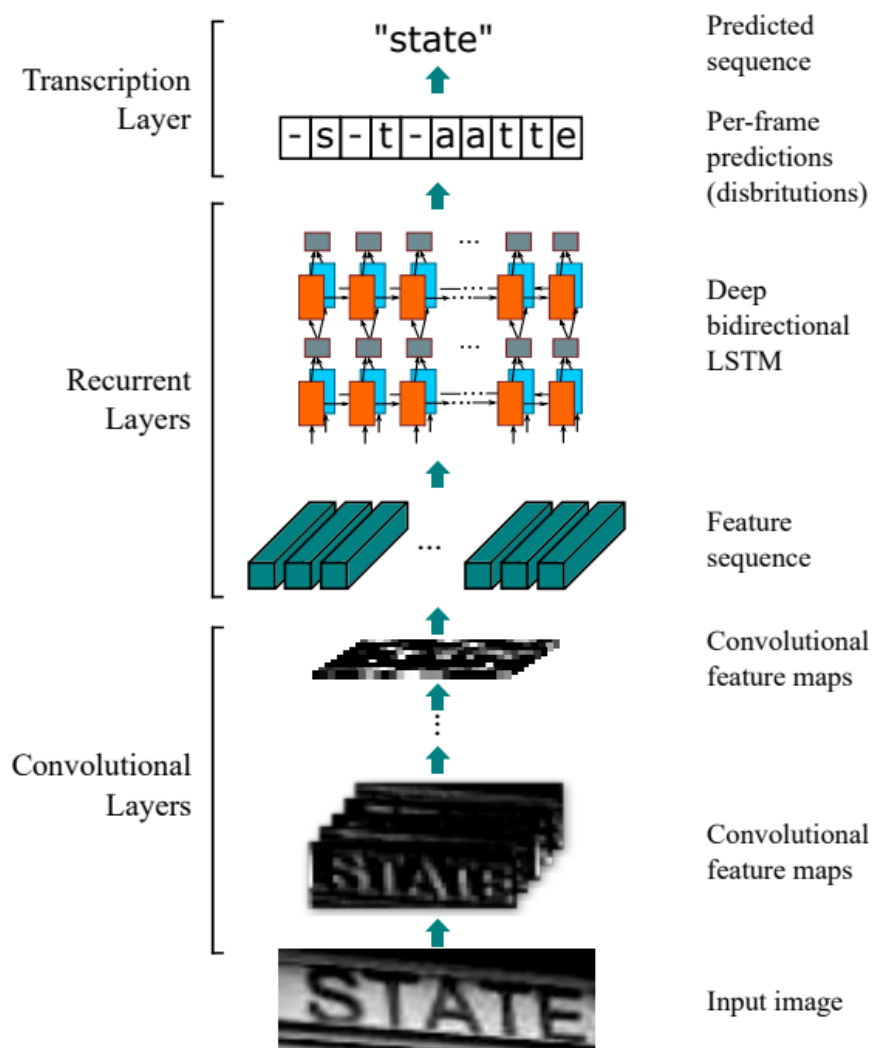 "state"
Predicted
sequence
Transcription
Layer
-s-t-aatte
Per-frame
predictions
(disbritutions)
Recurrent
Layers
Deep
bidirectional
LSTM
Feature
sequence
Convolutional
Layers
Convolutional
feature maps
STATE
Convolutional
feature maps
STATE
Input image